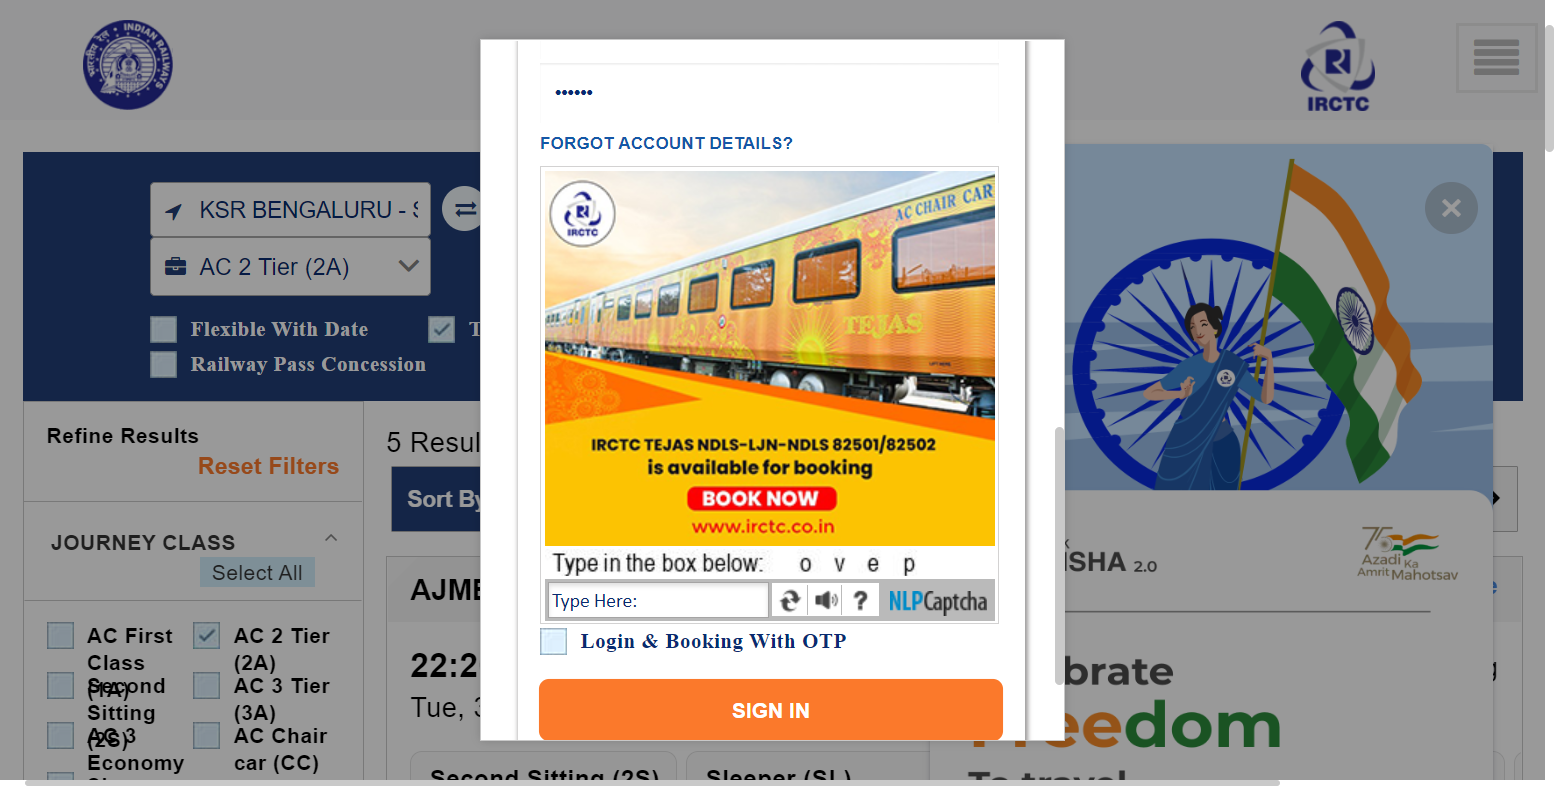 INDIAN RAILWAYS
IRCTC
KSR BENGALURU - S
AC 2 Tier (2A)
Flexible With Date
T
Railway Pass Concession
Refine Results
Reset Filters
JOURNEY CLASS
Select All
AC First Class (1A)
AC 2 Tier (2A)
Second Sitting (2S)
AC 3 Tier (3A)
AC 3 Economy
AC Chair car (CC)
5 Resul
Sort By
AJME
22:2
Tue, 3
Second Sitting (2S)
Sleeper (SL)
••••••
FORGOT ACCOUNT DETAILS?
IRCTC
AC CHAIR CAR
TEJAS
IRCTC TEJAS NDLS-LJN-NDLS 82501/82502
is available for booking
BOOK NOW
www.irctc.co.in
Type in the box below: o v e p
Type Here:
?
NLPCaptcha
Login & Booking With OTP
SIGN IN
K
ISHA 2.0
75
Azadi Ka
Amrit Mahotsav
brate
Freedom
To travel